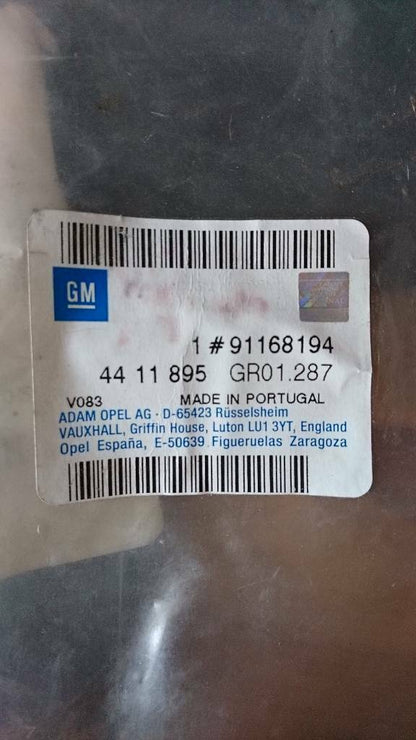 GM
1 # 91168194
44 11 895 GR01.287
V083 MADE IN PORTUGAL
ADAM OPEL AG · D-65423 Rüsselsheim
VAUXHALL, Griffin House, Luton LU1 3YT, England
Opel España, E-50639 Figueruelas Zaragoza